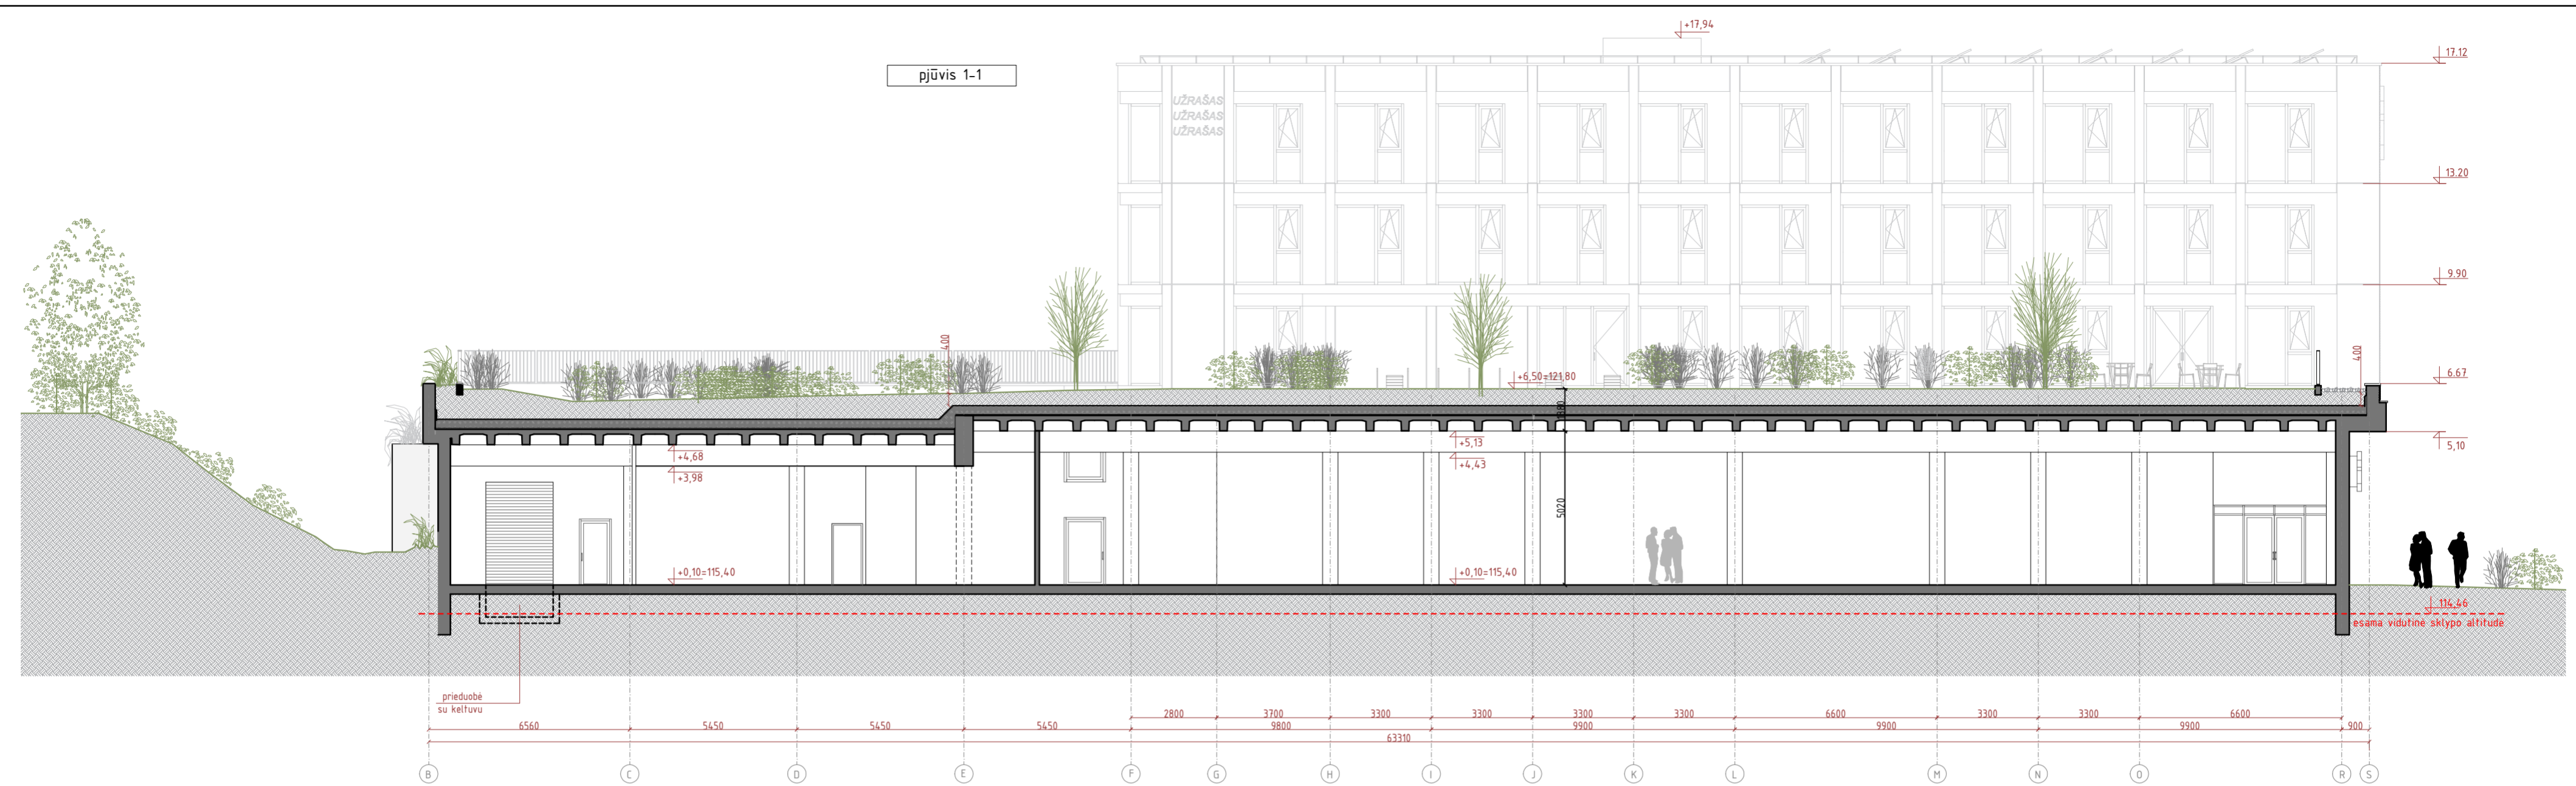 +17,94
17.12
pjūvis 1-1
UŽRAŠAS
UŽRAŠAS
UŽRAŠAS
13.20
9.90
400
400
+6,50=121,80
6.67
1380
+5,13
5,10
+4,68
+4,43
+3,98
5020
+0,10=115,40
+0,10=115,40
114,46
esama vidutinė sklypo altitudė
prieduobė
su keltuvu
2800 3700 3300 3300 3300 3300 6600 3300 3300 6600
6560 5450 5450 5450 9800 9900 9900 9900 900
63310
B C D E F G H I J K L M N O R S